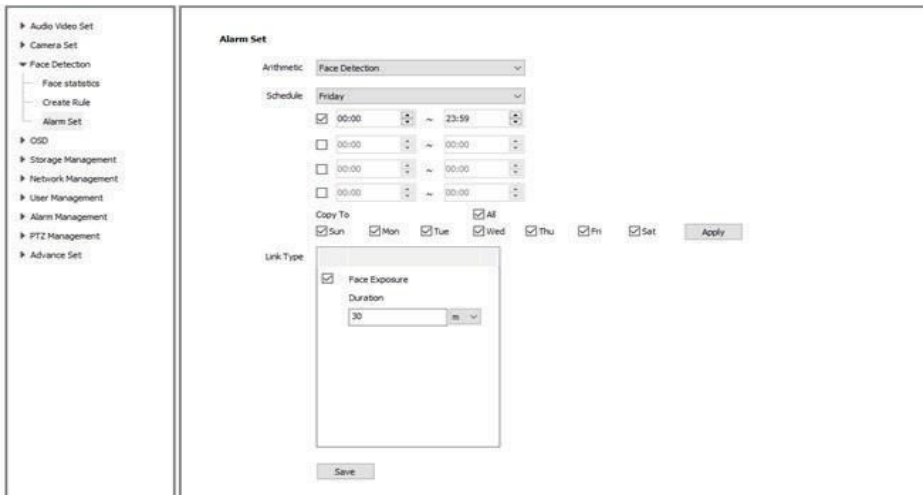 Audio Video Set
Camera Set
Face Detection
Face statistics
Create Rule
Alarm Set
OSD
Storage Management
Network Management
User Management
Alarm Management
PTZ Management
Advance Set
Alarm Set
Arithmetic Face Detection
Schedule Friday
00:00 ~ 23:59
00:00 ~ 00:00
00:00 ~ 00:00
00:00 ~ 00:00
Copy To All
Sun Mon Tue Wed Thu Fri Sat Apply
Link Type
Face Exposure
Duration
30 m
Save